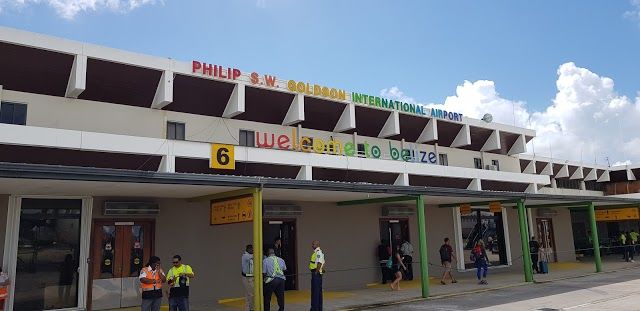 PHILIP S.W. GOLDSON INTERNATIONAL AIRPORT
welcome to belize
6